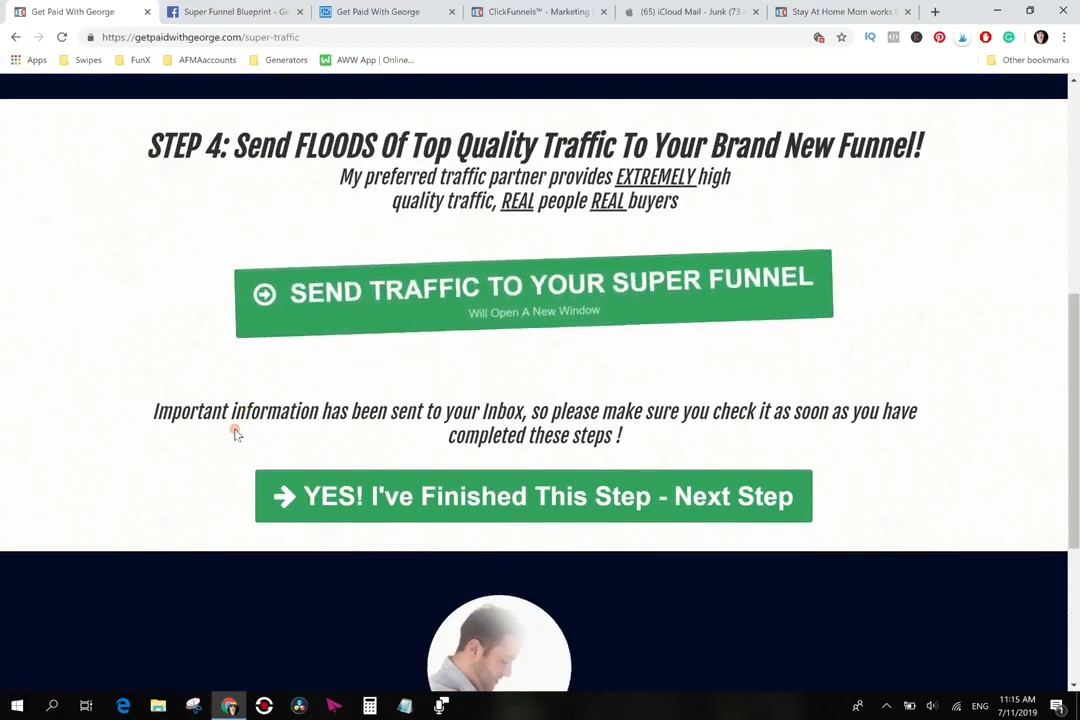 Get Paid With George
Super Funnel Blueprint - Ge
Get Paid With George
ClickFunnels™ - Marketing
(65) iCloud Mail - Junk (73
Stay At Home Mom works
https://getpaidwithgeorge.com/super-traffic
IQ
Apps
Swipes
FunX
AFMAaccounts
Generators
AWW App | Online...
Other bookmarks
STEP 4: Send FLOODS Of Top Quality Traffic To Your Brand New Funnel!
My preferred traffic partner provides EXTREMELY high
quality traffic, REAL people REAL buyers
SEND TRAFFIC TO YOUR SUPER FUNNEL
Will Open A New Window
Important information has been sent to your Inbox, so please make sure you check it as soon as you have
completed these steps !
YES! I've Finished This Step - Next Step
ENG
11:15 AM
7/11/2019